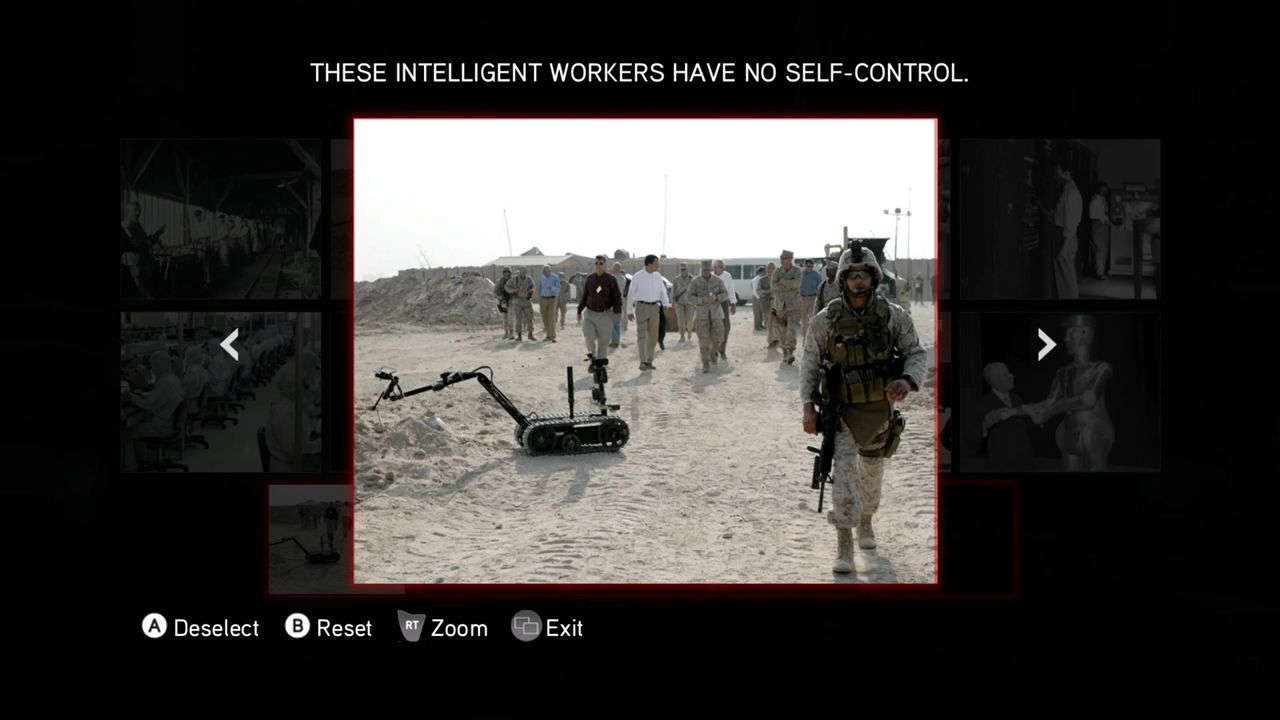 THESE INTELLIGENT WORKERS HAVE NO SELF-CONTROL.
A Deselect B Reset RT Zoom Exit